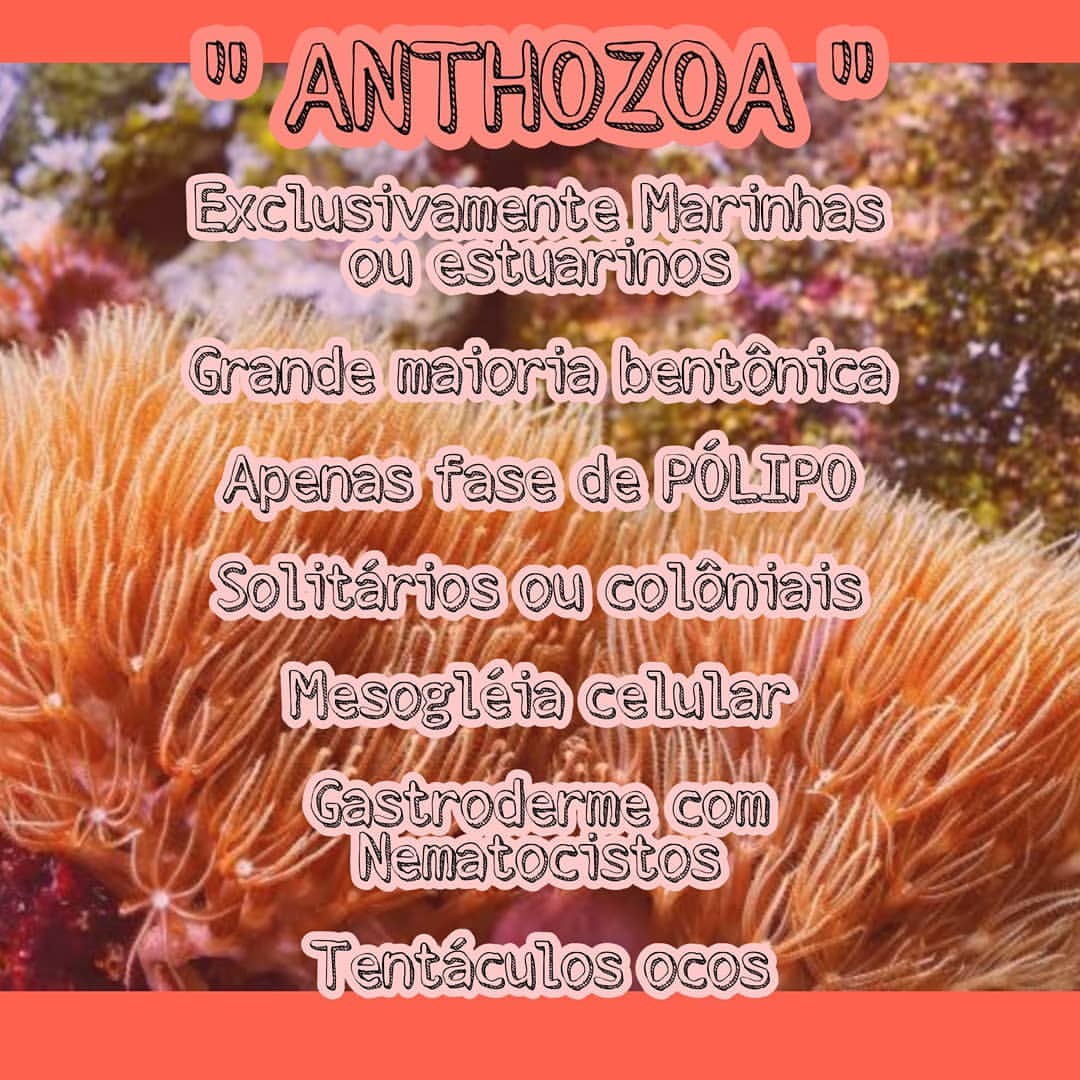 " ANTHOZOA "
Exclusivamente Marinhas
ou estuarinos
Grande maioria bentônica
Apenas fase de PÓLIPO
Solitários ou colôniais
Mesogléia celular
Gastroderme com
Nematocistos
Tentáculos ocos